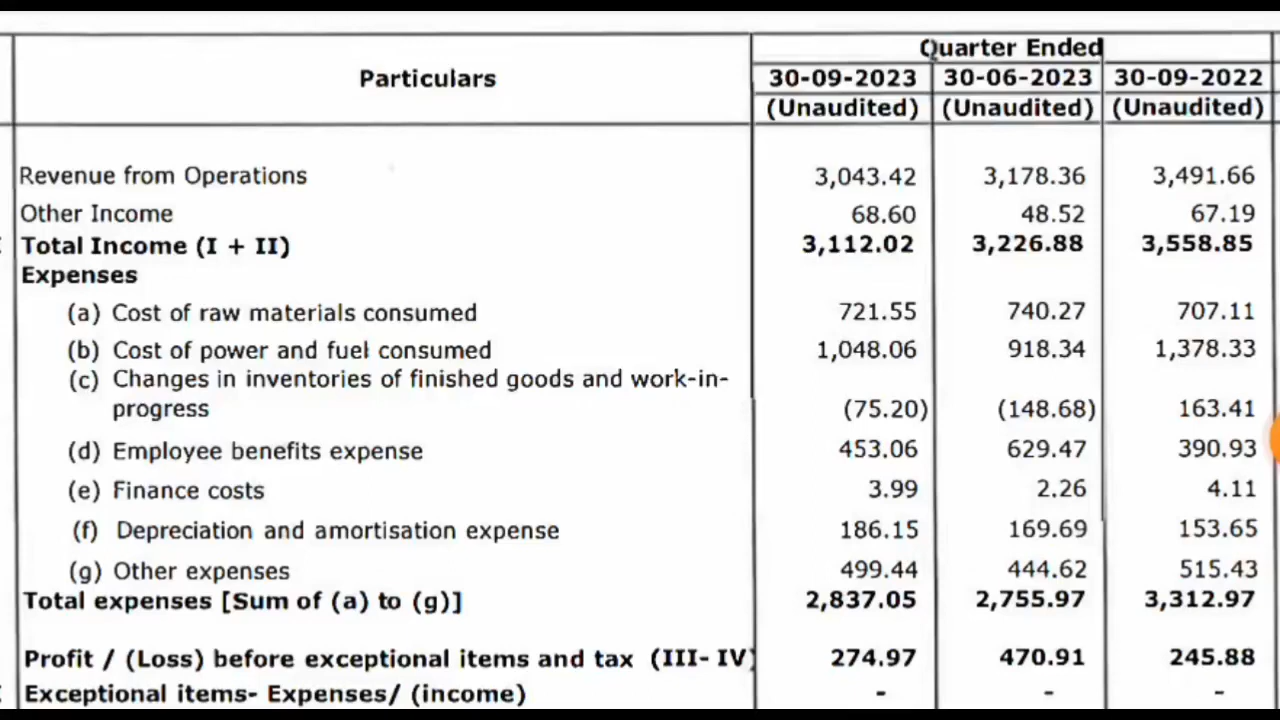 Quarter Ended
Particulars 30-09-2023 30-06-2023 30-09-2022
(Unaudited) (Unaudited) (Unaudited)
Revenue from Operations 3,043.42 3,178.36 3,491.66
Other Income 68.60 48.52 67.19
Total Income (I + II) 3,112.02 3,226.88 3,558.85
Expenses
(a) Cost of raw materials consumed 721.55 740.27 707.11
(b) Cost of power and fuel consumed 1,048.06 918.34 1,378.33
(c) Changes in inventories of finished goods and work-in-
progress (75.20) (148.68) 163.41
(d) Employee benefits expense 453.06 629.47 390.93
(e) Finance costs 3.99 2.26 4.11
(f) Depreciation and amortisation expense 186.15 169.69 153.65
(g) Other expenses 499.44 444.62 515.43
Total expenses [Sum of (a) to (g)] 2,837.05 2,755.97 3,312.97
Profit / (Loss) before exceptional items and tax (III- IV) 274.97 470.91 245.88
Exceptional items- Expenses/ (income) - - -